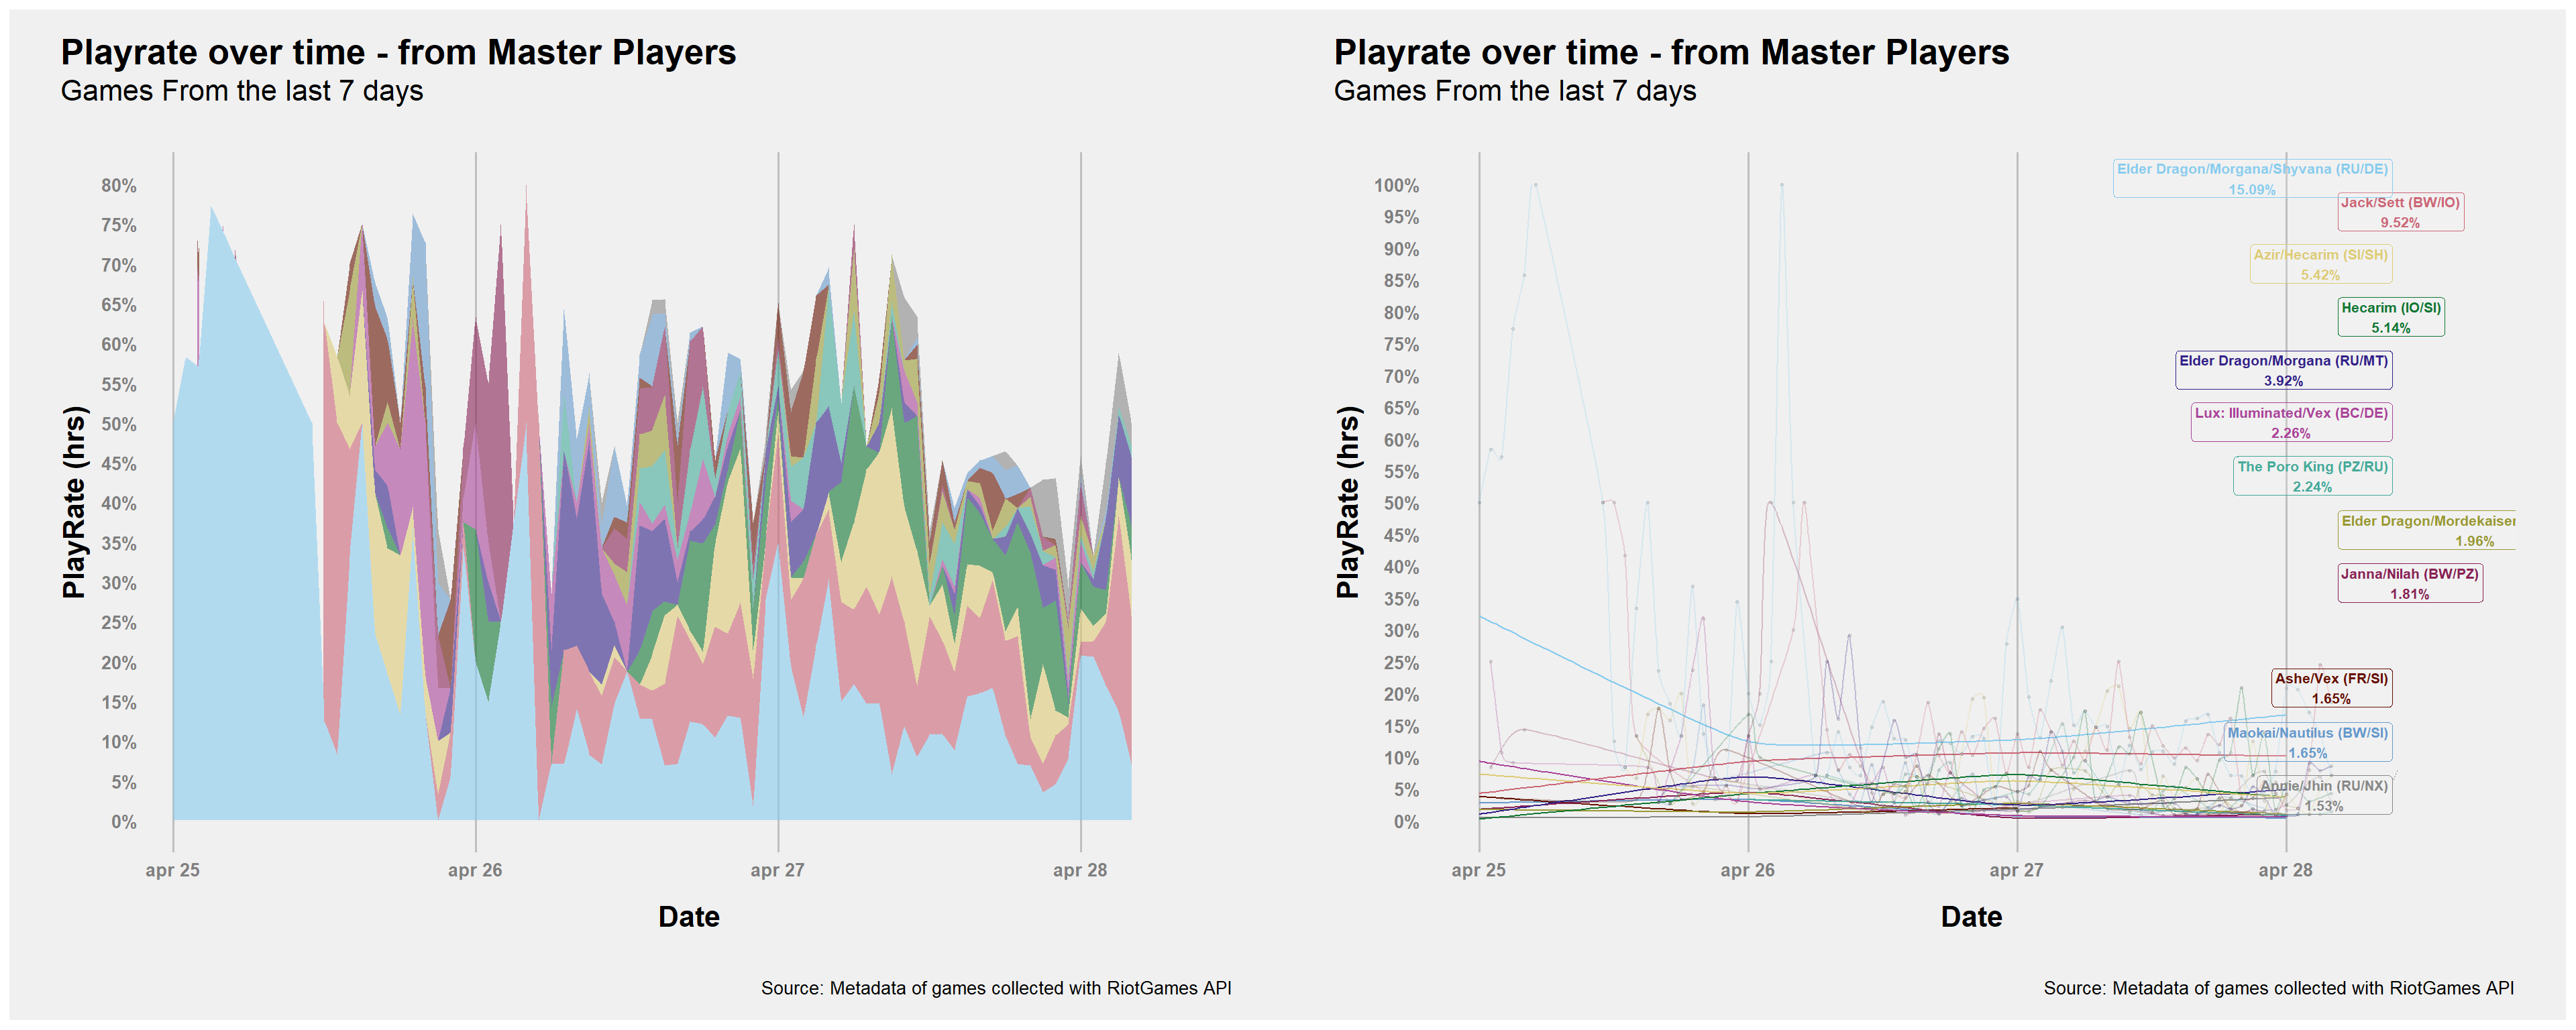 Playrate over time - from Master Players
Games From the last 7 days
PlayRate (hrs)
80%
75%
70%
65%
60%
55%
50%
45%
40%
35%
30%
25%
20%
15%
10%
5%
0%
apr 25
apr 26
apr 27
apr 28
Date
Source: Metadata of games collected with RiotGames API
Playrate over time - from Master Players
Games From the last 7 days
PlayRate (hrs)
100%
95%
90%
85%
80%
75%
70%
65%
60%
55%
50%
45%
40%
35%
30%
25%
20%
15%
10%
5%
0%
Elder Dragon/Morgana/Shyvana (RU/DE)
15.09%
Jack/Sett (BW/IO)
9.52%
Azir/Hecarim (SI/SH)
5.42%
Hecarim (IO/SI)
5.14%
Elder Dragon/Morgana (RU/MT)
3.92%
Lux: Illuminated/Vex (BC/DE)
2.26%
The Poro King (PZ/RU)
2.24%
Elder Dragon/Mordekaiser
1.96%
Janna/Nilah (BW/PZ)
1.81%
Ashe/Vex (FR/SI)
1.65%
Maokai/Nautilus (BW/SI)
1.65%
Annie/Jhin (RU/NX)
1.53%
apr 25
apr 26
apr 27
apr 28
Date
Source: Metadata of games collected with RiotGames API